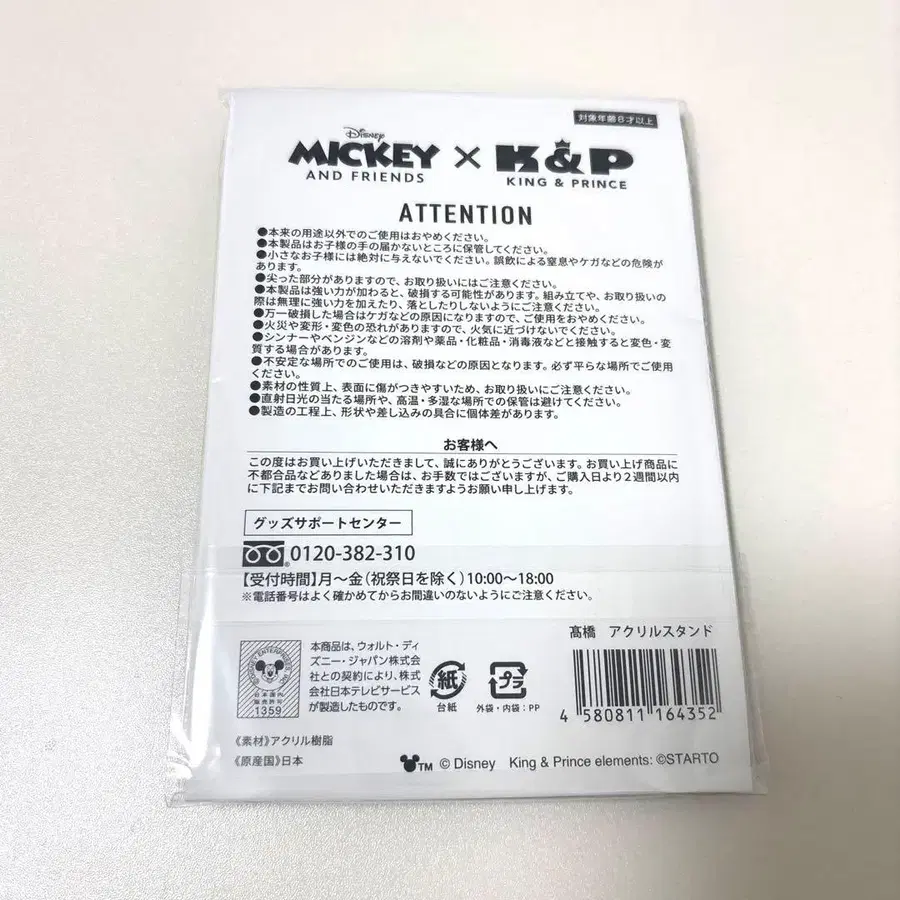 対象年齢8才以上
Disney
MICKEY
AND FRIENDS
×
K&P
KING & PRINCE
ATTENTION
●本来の用途以外でのご使用はおやめください。
●本製品はお子様の手の届かないところに保管してください。
●小さなお子様には絶対に与えないでください。誤飲による窒息やケガなどの危険が
あります。
●尖った部分がありますので、お取り扱いにはご注意ください。
●本製品は強い力が加わると、破損する可能性があります。組み立てや、お取り扱いの
際は無理に強い力を加えたり、落としたりしないようにご注意ください。
●万一破損した場合はケガなどの原因になりますので、ご使用をおやめください。
●火災や変形・変色の恐れがありますので、火気に近づけないでください。
●シンナーやベンジンなどの溶剤や薬品・化粧品・消毒液などと接触すると変色・変
質する場合があります。
●不安定な場所でのご使用は、破損などの原因となります。必ず平らな場所でご使用
ください。
●素材の性質上、表面に傷がつきやすいため、お取り扱いにご注意ください。
●直射日光の当たる場所や、高温・多湿な場所での保管は避けてください。
●製造の工程上、形状や差し込みの具合に個体差があります。
お客様へ
この度はお買い上げいただきまして、誠にありがとうございます。お買い上げ商品に
不都合品などありました場合は、お手数ではございますが、ご購入日より2週間以内
に下記までお問い合わせいただきますようお願い申し上げます。
グッズサポートセンター
0120-382-310
【受付時間】月〜金（祝祭日を除く）10:00〜18:00
※電話番号はよく確かめてからお間違いのないようにご注意ください。
髙橋 アクリルスタンド
日本国内
販売許可
1359
本商品は、ウォルト・ディ
ズニー・ジャパン株式会
社との契約により、株式
会社日本テレビサービス
が製造したものです。
紙
台紙
プラ
外袋・内袋：PP
4 580811 164352
《素材》アクリル樹脂
《原産国》日本
TM © Disney King & Prince elements: ©STARTO